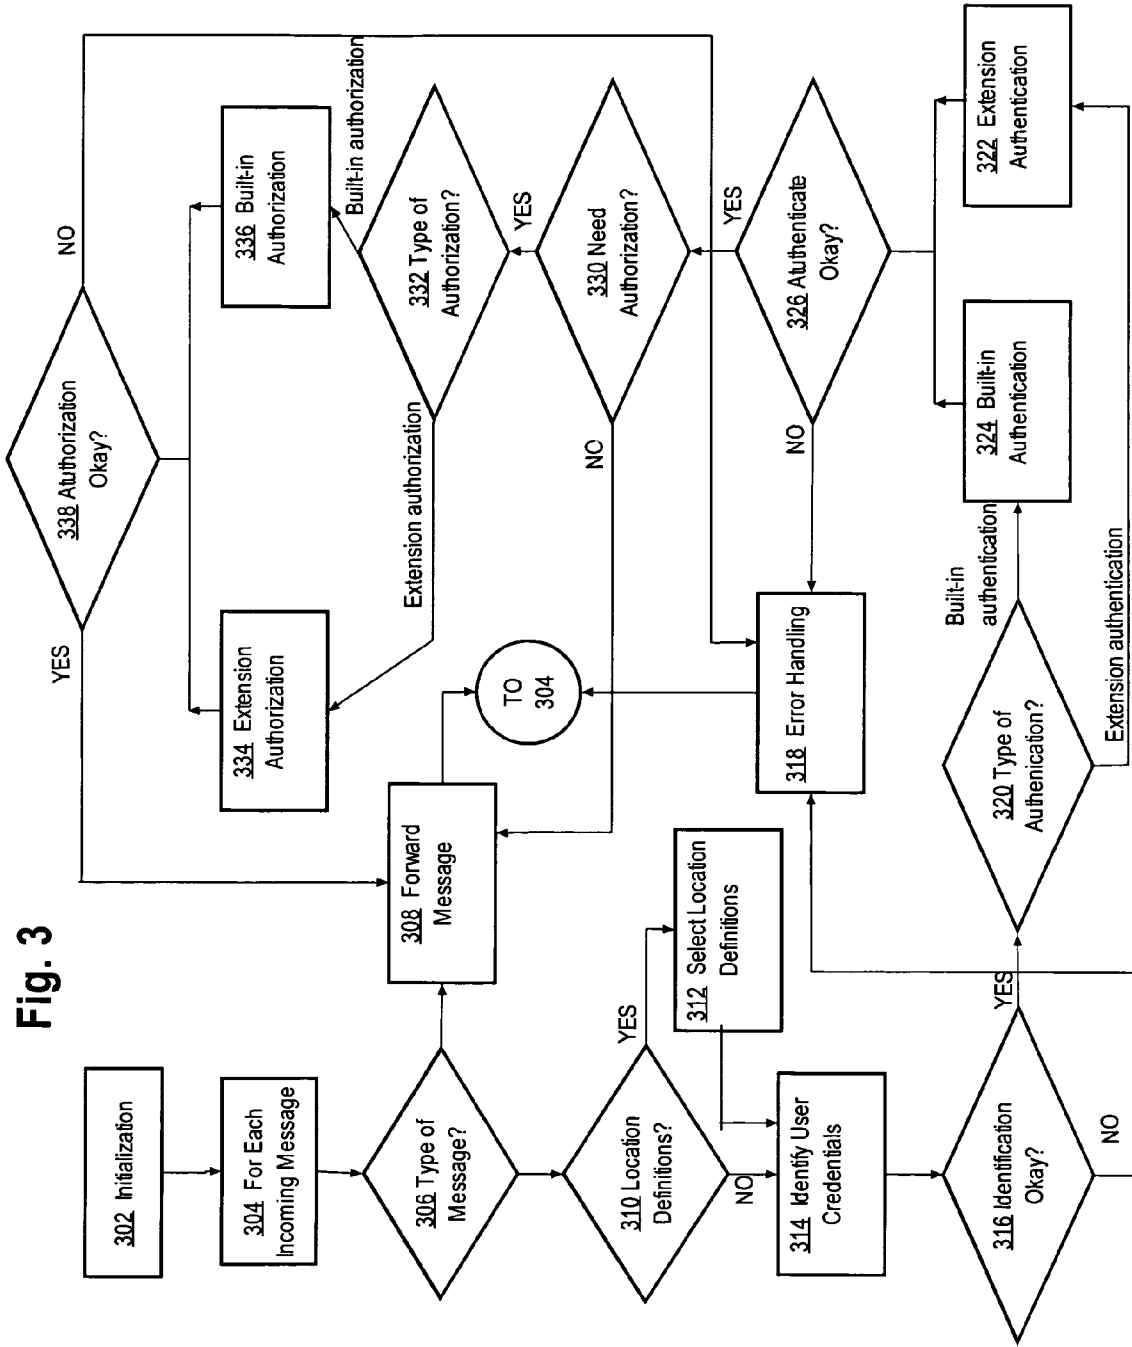 Fig. 3
302 Initialization
304 For Each
Incoming Message
306 Type of
Message?
308 Forward
Message
TO
304
310 Location
Definitions?
YES
NO
312 Select Location
Definitions
314 Identify User
Credentials
316 Identification
Okay?
YES
NO
318 Error Handling
320 Type of
Authenication?
Built-in
authentication
Extension authentication
324 Built-in
Authentication
322 Extension
Authentication
326 Atuthenticate
Okay?
NO
YES
330 Need
Authorization?
NO
YES
332 Type of
Authorization?
Extension authorization
Built-in authorization
334 Extension
Authorization
336 Built-in
Authorization
338 Atuthorization
Okay?
YES
NO